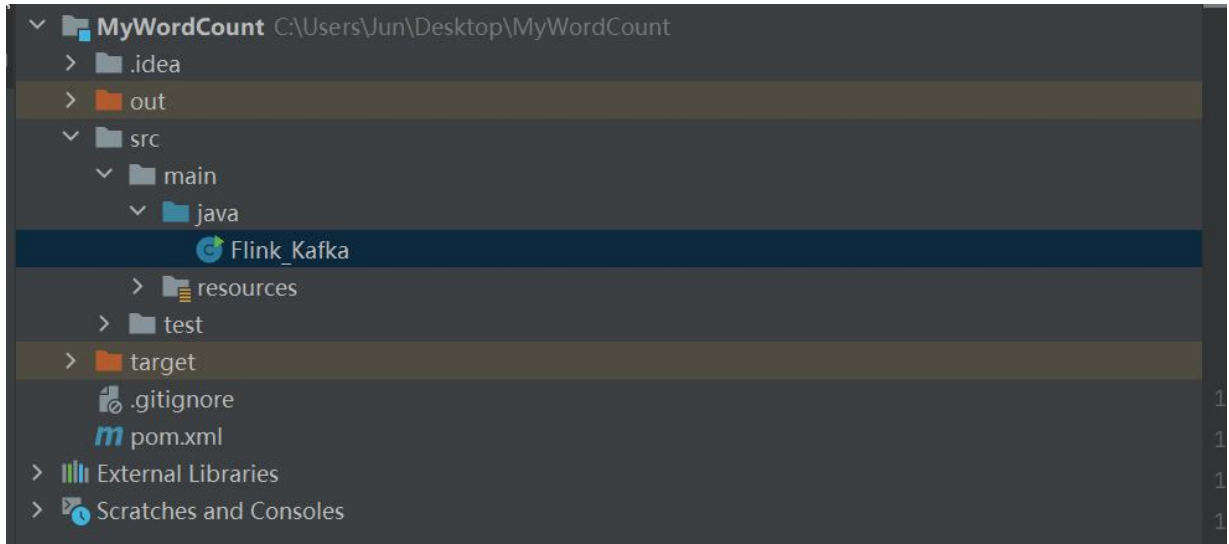 MyWordCount C:\Users\Jun\Desktop\MyWordCount
.idea
out
src
main
java
Flink_Kafka
resources
test
target
.gitignore
pom.xml
External Libraries
Scratches and Consoles